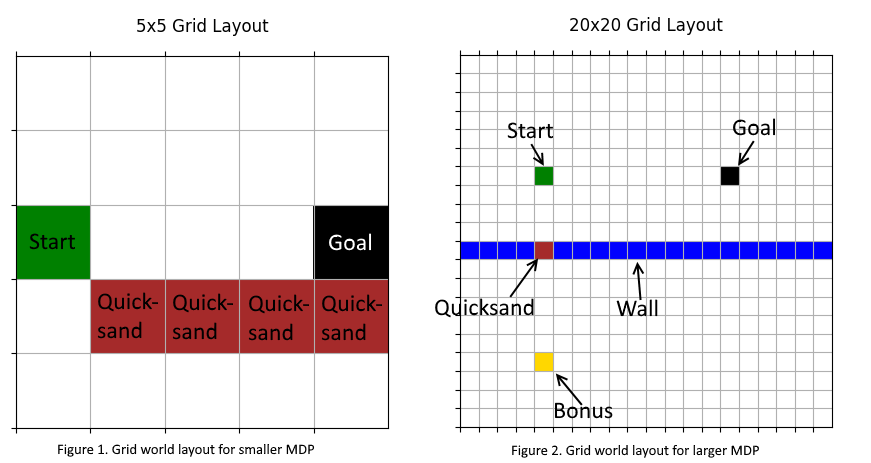 5x5 Grid Layout
Start
Goal
Quick-
sand
Quick-
sand
Quick-
sand
Quick-
sand
Figure 1. Grid world layout for smaller MDP
20x20 Grid Layout
Start
Goal
Quicksand
Wall
Bonus
Figure 2. Grid world layout for larger MDP